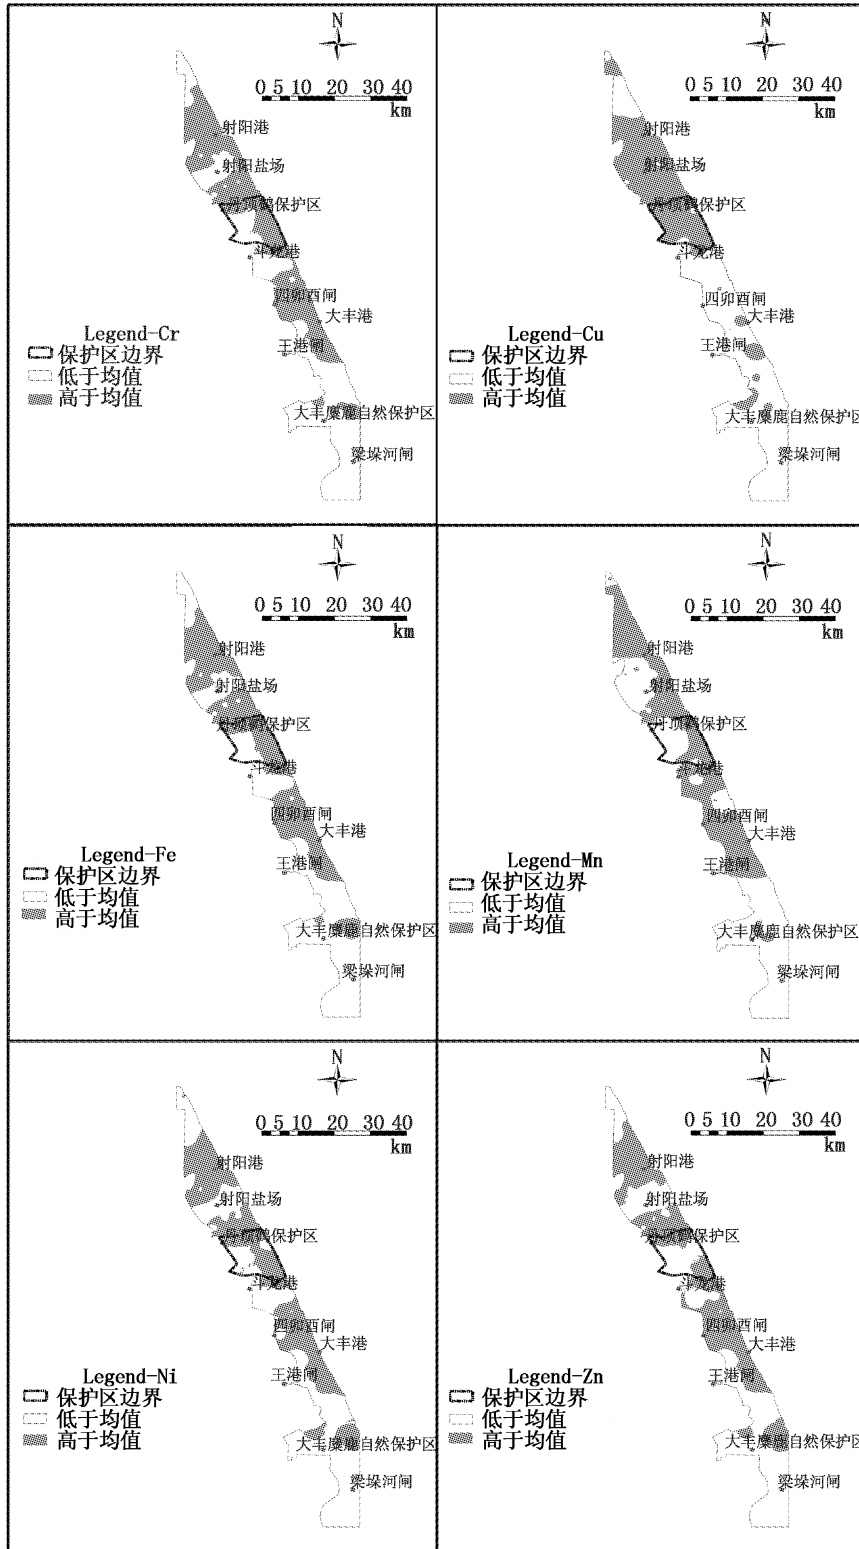 N
0 5 10 20 30 40
km
射阳港
射阳盐场
丹顶鹤保护区
斗龙港
四卯酉闸
大丰港
王港闸
大丰麋鹿自然保护区
梁垛河闸
Legend-Cr
保护区边界
低于均值
高于均值
N
0 5 10 20 30 40
km
射阳港
射阳盐场
丹顶鹤保护区
斗龙港
四卯酉闸
大丰港
王港闸
大丰麋鹿自然保护区
梁垛河闸
Legend-Cu
保护区边界
低于均值
高于均值
N
0 5 10 20 30 40
km
射阳港
射阳盐场
丹顶鹤保护区
斗龙港
四卯酉闸
大丰港
王港闸
大丰麋鹿自然保护区
梁垛河闸
Legend-Fe
保护区边界
低于均值
高于均值
N
0 5 10 20 30 40
km
射阳港
射阳盐场
丹顶鹤保护区
斗龙港
四卯酉闸
大丰港
王港闸
大丰麋鹿自然保护区
梁垛河闸
Legend-Mn
保护区边界
低于均值
高于均值
N
0 5 10 20 30 40
km
射阳港
射阳盐场
丹顶鹤保护区
斗龙港
四卯酉闸
大丰港
王港闸
大丰麋鹿自然保护区
梁垛河闸
Legend-Ni
保护区边界
低于均值
高于均值
N
0 5 10 20 30 40
km
射阳港
射阳盐场
丹顶鹤保护区
斗龙港
四卯酉闸
大丰港
王港闸
大丰麋鹿自然保护区
梁垛河闸
Legend-Zn
保护区边界
低于均值
高于均值